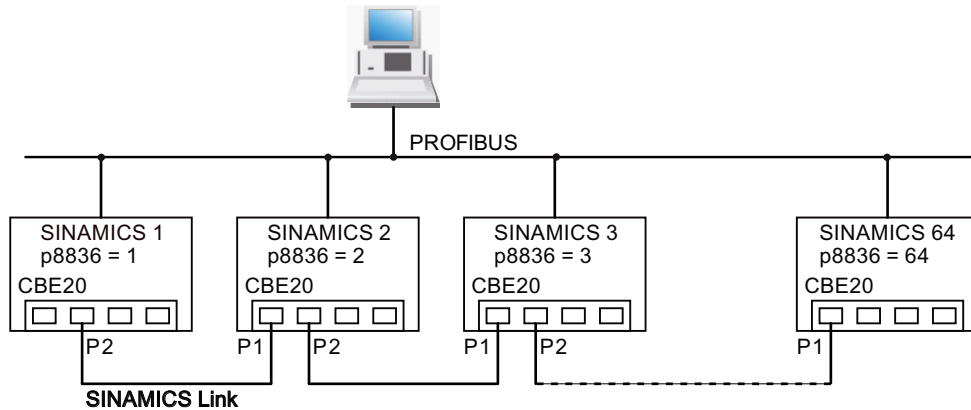 PROFIBUS
SINAMICS 1
p8836 = 1
CBE20
P2
SINAMICS 2
p8836 = 2
CBE20
P1
P2
SINAMICS 3
p8836 = 3
CBE20
P1
P2
SINAMICS 64
p8836 = 64
CBE20
P1
SINAMICS Link